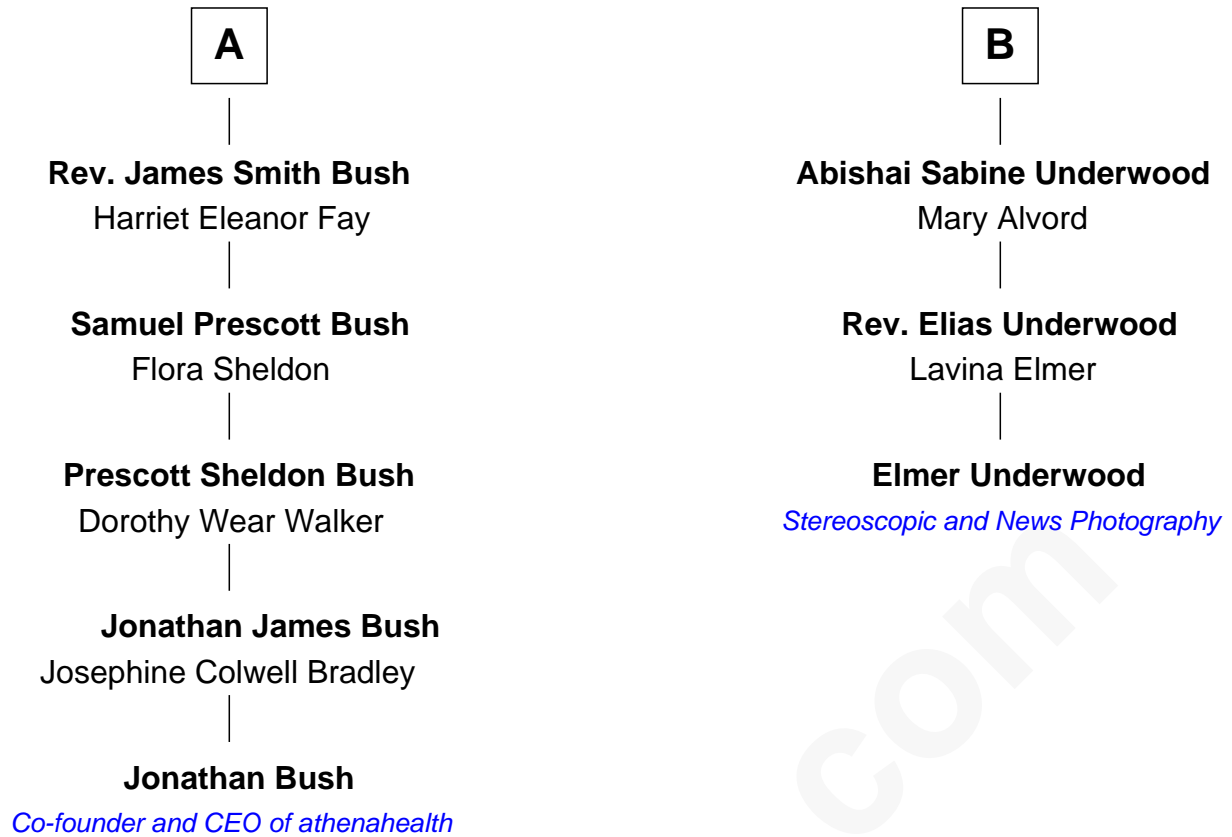 A
Rev. James Smith Bush
Harriet Eleanor Fay
Samuel Prescott Bush
Flora Sheldon
Prescott Sheldon Bush
Dorothy Wear Walker
Jonathan James Bush
Josephine Colwell Bradley
Jonathan Bush
Co-founder and CEO of athenahealth
B
Abishai Sabine Underwood
Mary Alvord
Rev. Elias Underwood
Lavina Elmer
Elmer Underwood
Stereoscopic and News Photography
com